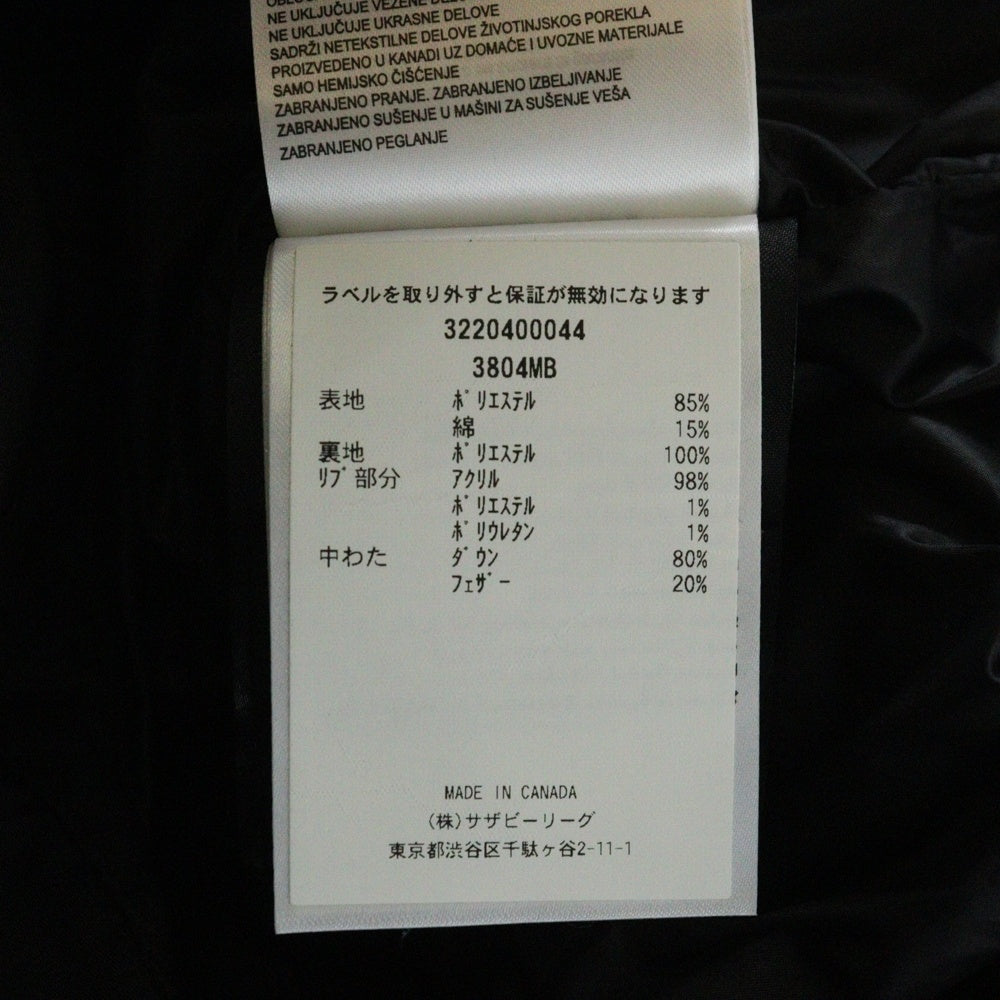 NE UKLJUČUJE VEZENE
NE UKLJUČUJE UKRASNE DELOVE
SADRŽI NETEKSTILNE DELOVE ŽIVOTINJSKOG POREKLA
PROIZVEDENO U KANADI UZ DOMAĆE I UVOZNE MATERIJALE
SAMO HEMIJSKO ČIŠĆENJE
ZABRANJENO PRANJE. ZABRANJENO IZBELJIVANJE
ZABRANJENO SUŠENJE U MAŠINI ZA SUŠENJE VEŠA
ZABRANJENO PEGLANJE
ラベルを取り外すと保証が無効になります
3220400044
3804MB
表地 ﾎﾟﾘｴｽﾃﾙ 85%
綿 15%
裏地 ﾎﾟﾘｴｽﾃﾙ 100%
ﾘﾌﾞ部分 ｱｸﾘﾙ 98%
ﾎﾟﾘｴｽﾃﾙ 1%
ﾎﾟﾘｳﾚﾀﾝ 1%
中わた ﾀﾞｳﾝ 80%
ﾌｪｻﾞｰ 20%
MADE IN CANADA
(株)サザビーリーグ
東京都渋谷区千駄ヶ谷2-11-1